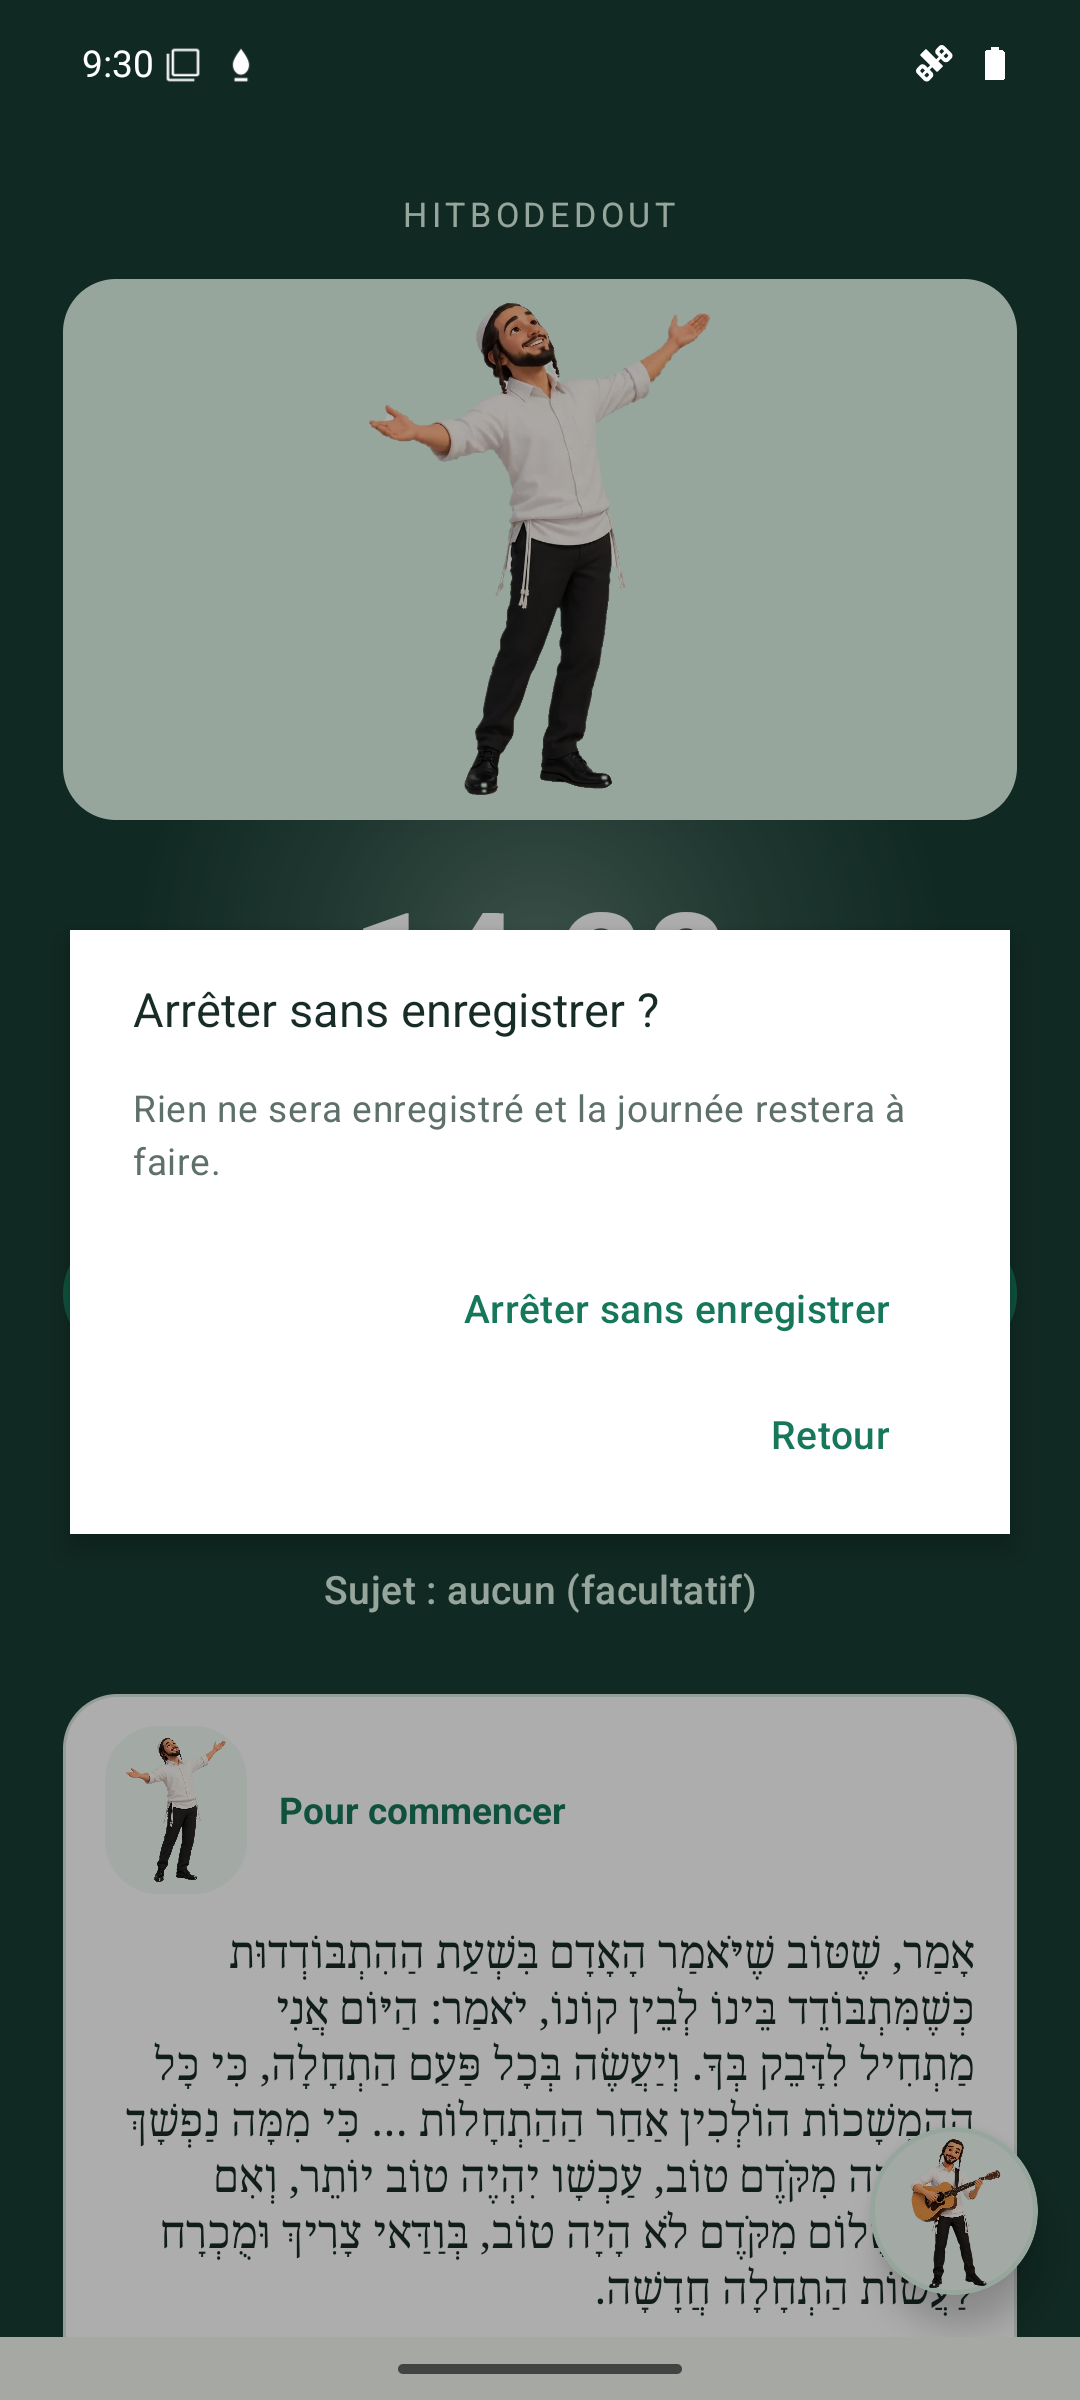 9:30
HITBODEDOUT
Arrêter sans enregistrer ?
Rien ne sera enregistré et la journée restera à
faire.
Arrêter sans enregistrer
Retour
Sujet : aucun (facultatif)
Pour commencer
אָמַר, שֶׁטּוֹב שֶׁיֹּאמַר הָאָדָם בִּשְׁעַת הַהִתְבּוֹדְדוּת
כְּשֶׁמִּתְבּוֹדֵד בֵּינוֹ לְבֵין קוֹנוֹ, יֹאמַר: הַיּוֹם אֲנִי
מַתְחִיל לִדָּבֵק בְּךָ. וְיַעֲשֶׂה בְּכָל פַּעַם הַתְחָלָה, כִּי כָּל
הַהַמְשָׁכוֹת הוֹלְכִין אַחַר הַהַתְחָלוֹת ... כִּי מִמָּה נַפְשָׁךְ
מִקֹּדֶם טוֹב, עַכְשָׁו יִהְיֶה טוֹב יוֹתֵר, וְאִם
מִקֹּדֶם לֹא הָיָה טוֹב, בְּוַדַּאי צָרִיךְ וּמֻכְרָח
לַעֲשׂוֹת הַתְחָלָה חֲדָשָׁה.